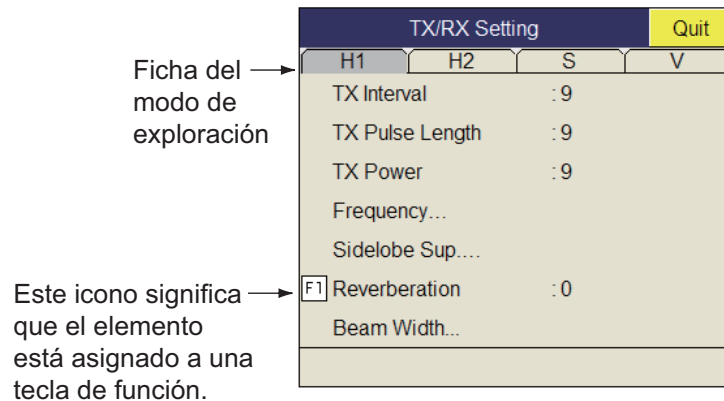 TX/RX Setting Quit
H1 H2 S V
Ficha del
modo de
exploración
TX Interval : 9
TX Pulse Length : 9
TX Power : 9
Frequency...
Sidelobe Sup....
F1 Reverberation : 0
Beam Width...
Este icono significa
que el elemento
está asignado a una
tecla de función.